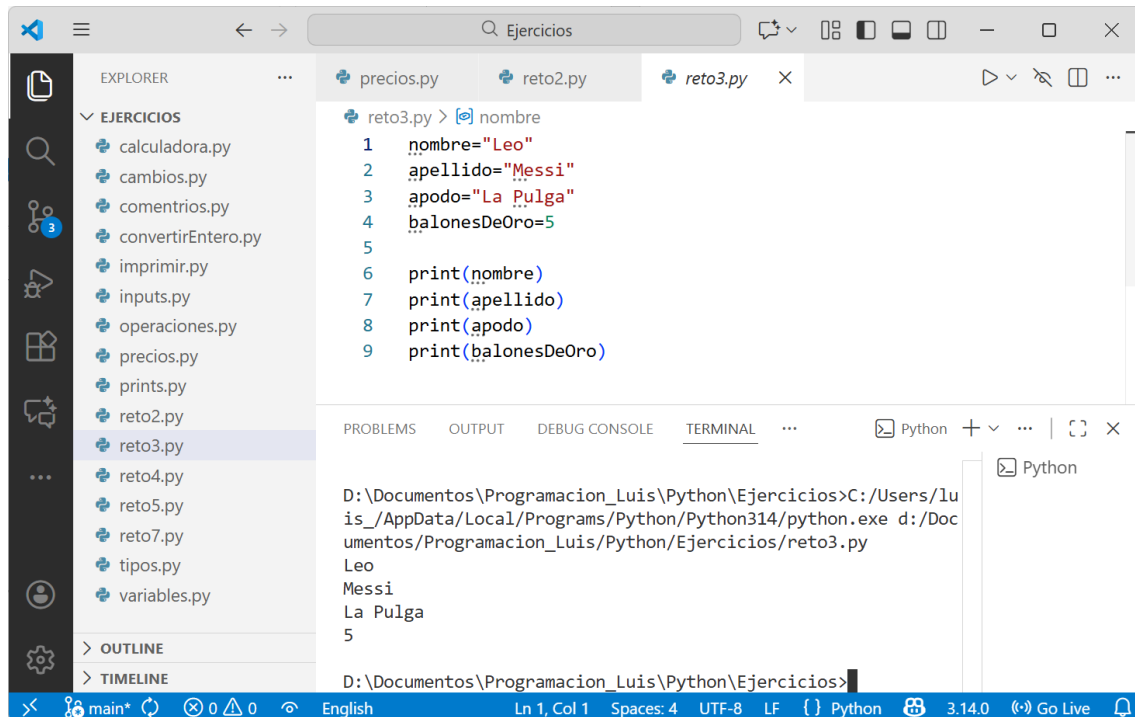 Ejercicios
EXPLORER
precios.py
reto2.py
reto3.py
EJERCICIOS
calculadora.py
cambios.py
comentrios.py
convertirEntero.py
imprimir.py
inputs.py
operaciones.py
precios.py
prints.py
reto2.py
reto3.py
reto4.py
reto5.py
reto7.py
tipos.py
variables.py
OUTLINE
TIMELINE
3
reto3.py > nombre
1 nombre="Leo"
2 apellido="Messi"
3 apodo="La Pulga"
4 balonesDeOro=5
5
6 print(nombre)
7 print(apellido)
8 print(apodo)
9 print(balonesDeOro)
PROBLEMS OUTPUT DEBUG CONSOLE TERMINAL ··· Python
Python
D:\Documentos\Programacion_Luis\Python\Ejercicios>C:/Users/lu
is_/AppData/Local/Programs/Python/Python314/python.exe d:/Doc
umentos/Programacion_Luis/Python/Ejercicios/reto3.py
Leo
Messi
La Pulga
5
D:\Documentos\Programacion_Luis\Python\Ejercicios>
main* 0 0 English Ln 1, Col 1 Spaces: 4 UTF-8 LF { } Python 3.14.0 Go Live